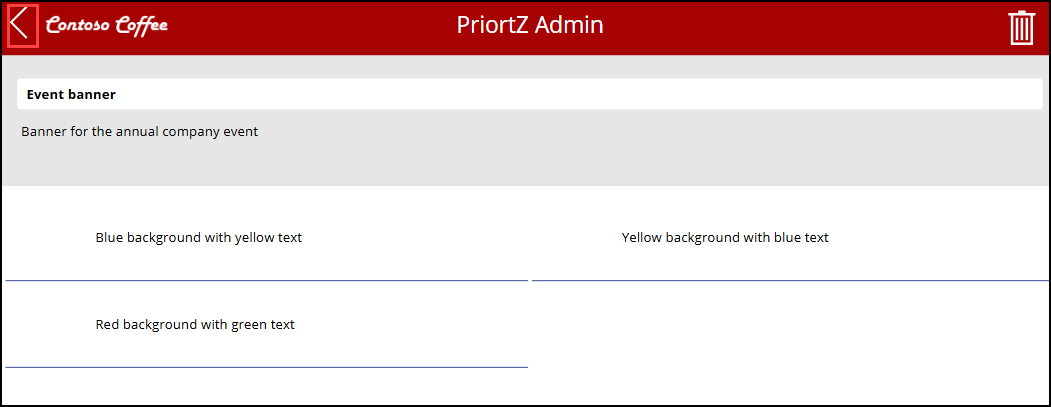 Contoso Coffee
PriortZ Admin
Event banner
Banner for the annual company event
Blue background with yellow text
Yellow background with blue text
Red background with green text